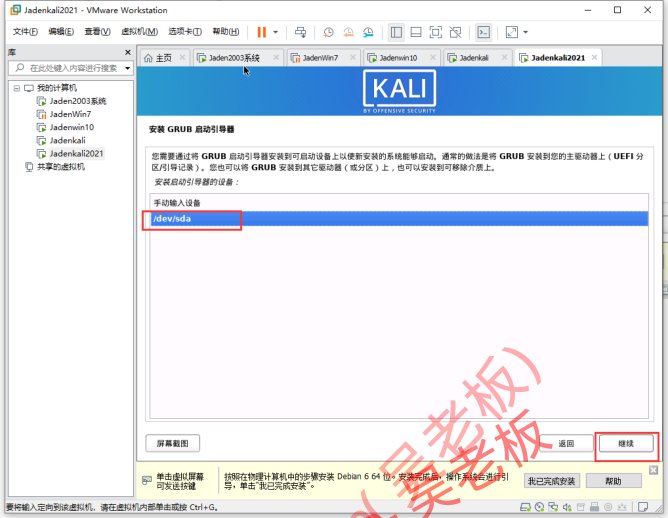 Jadenkali2021 - VMware Workstation
文件(F) 编辑(E) 查看(V) 虚拟机(M) 选项卡(T) 帮助(H)
库
在此处键入内容进行搜索
我的计算机
Jaden2003系统
JadenWin7
Jadenwin10
Jadenkali
Jadenkali2021
共享的虚拟机
主页 Jaden2003系统 JadenWin7 Jadenwin10 Jadenkali Jadenkali2021
KALI
BY OFFENSIVE SECURITY
安装 GRUB 启动引导器
您需要通过将 GRUB 启动引导器安装到可启动设备上以便新安装的系统能够启动。通常的做法是将 GRUB 安装到您的主驱动器上（UEFI 分
区/引导记录）。您也可以将 GRUB 安装到其它驱动器（或分区）上，也可以安装到可移除介质上。
安装启动引导器的设备：
手动输入设备
/dev/sda
屏幕截图 返回 继续
单击虚拟屏幕
可发送按键
按照在物理计算机中的步骤安装 Debian 6 64 位。安装完成后，操作系统会进行引
导，单击“我已完成安装”。
我已完成安装 帮助
要将输入定向到该虚拟机，请在虚拟机内部单击或按 Ctrl+G。
(吴老板)
吴老板